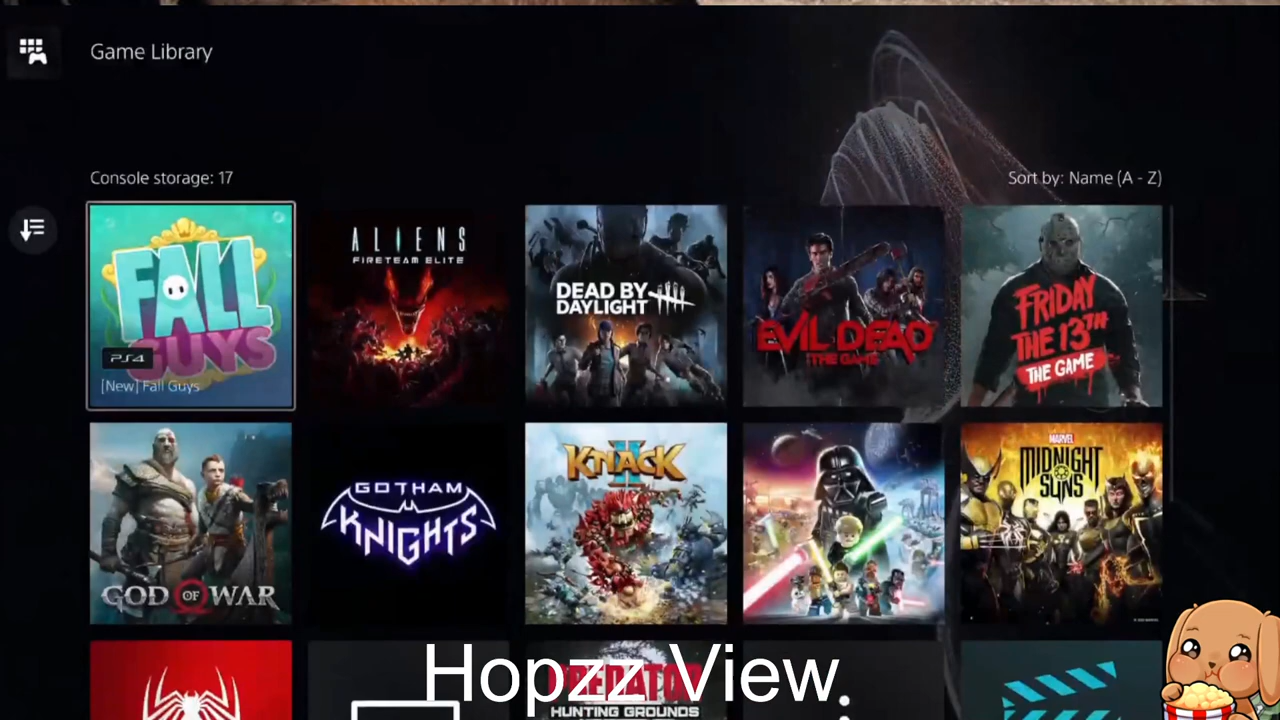 Game Library
Console storage: 17
Sort by: Name (A - Z)
FALL
GUYS
PS4
[New] Fall Guys
ALIENS
FIRETEAM ELITE
DEAD BY
DAYLIGHT
EVIL DEAD
THE GAME
FRIDAY
THE 13TH
THE GAME
GOD OF WAR
GOTHAM
KNIGHTS
KNACK
II
MARVEL
MIDNIGHT
SUNS
PREDATOR
HUNTING GROUNDS
Hopzz View